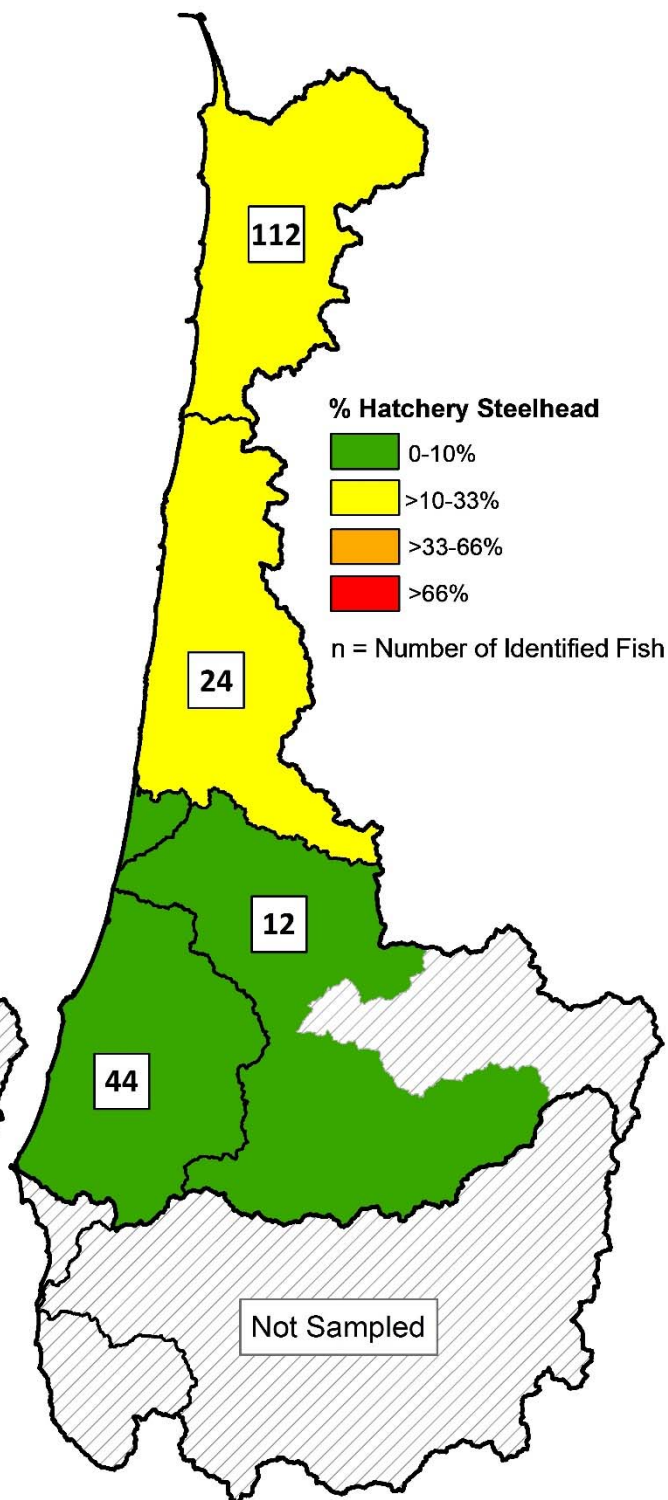 112
% Hatchery Steelhead
0-10%
>10-33%
>33-66%
>66%
n = Number of Identified Fish
24
12
44
Not Sampled